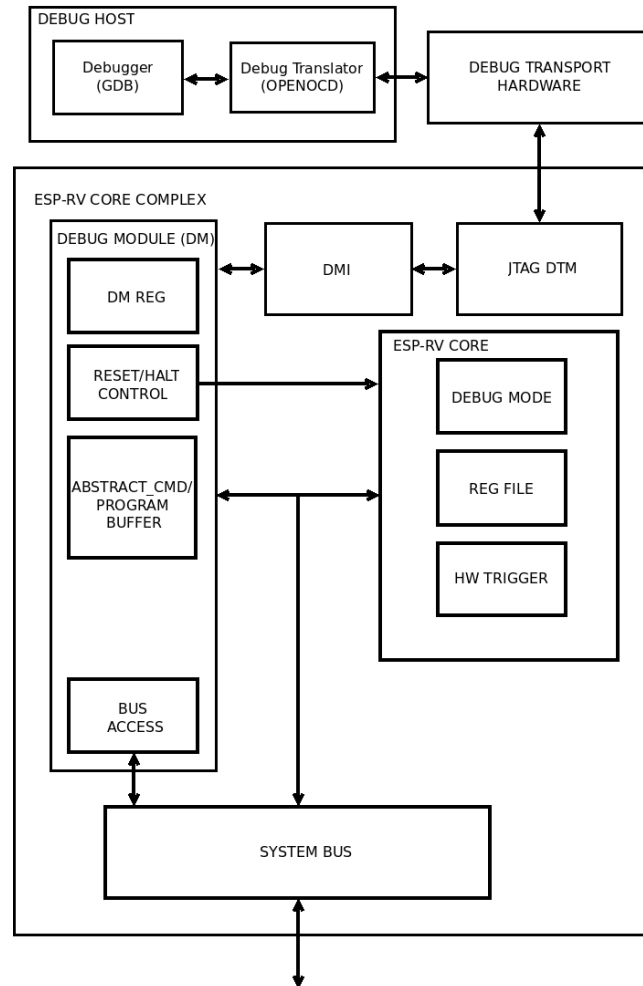 DEBUG HOST
Debugger
(GDB)
Debug Translator
(OPENOCD)
DEBUG TRANSPORT
HARDWARE
ESP-RV CORE COMPLEX
DEBUG MODULE (DM)
DMI
JTAG DTM
DM REG
RESET/HALT
CONTROL
ABSTRACT_CMD/
PROGRAM
BUFFER
BUS
ACCESS
ESP-RV CORE
DEBUG MODE
REG FILE
HW TRIGGER
SYSTEM BUS